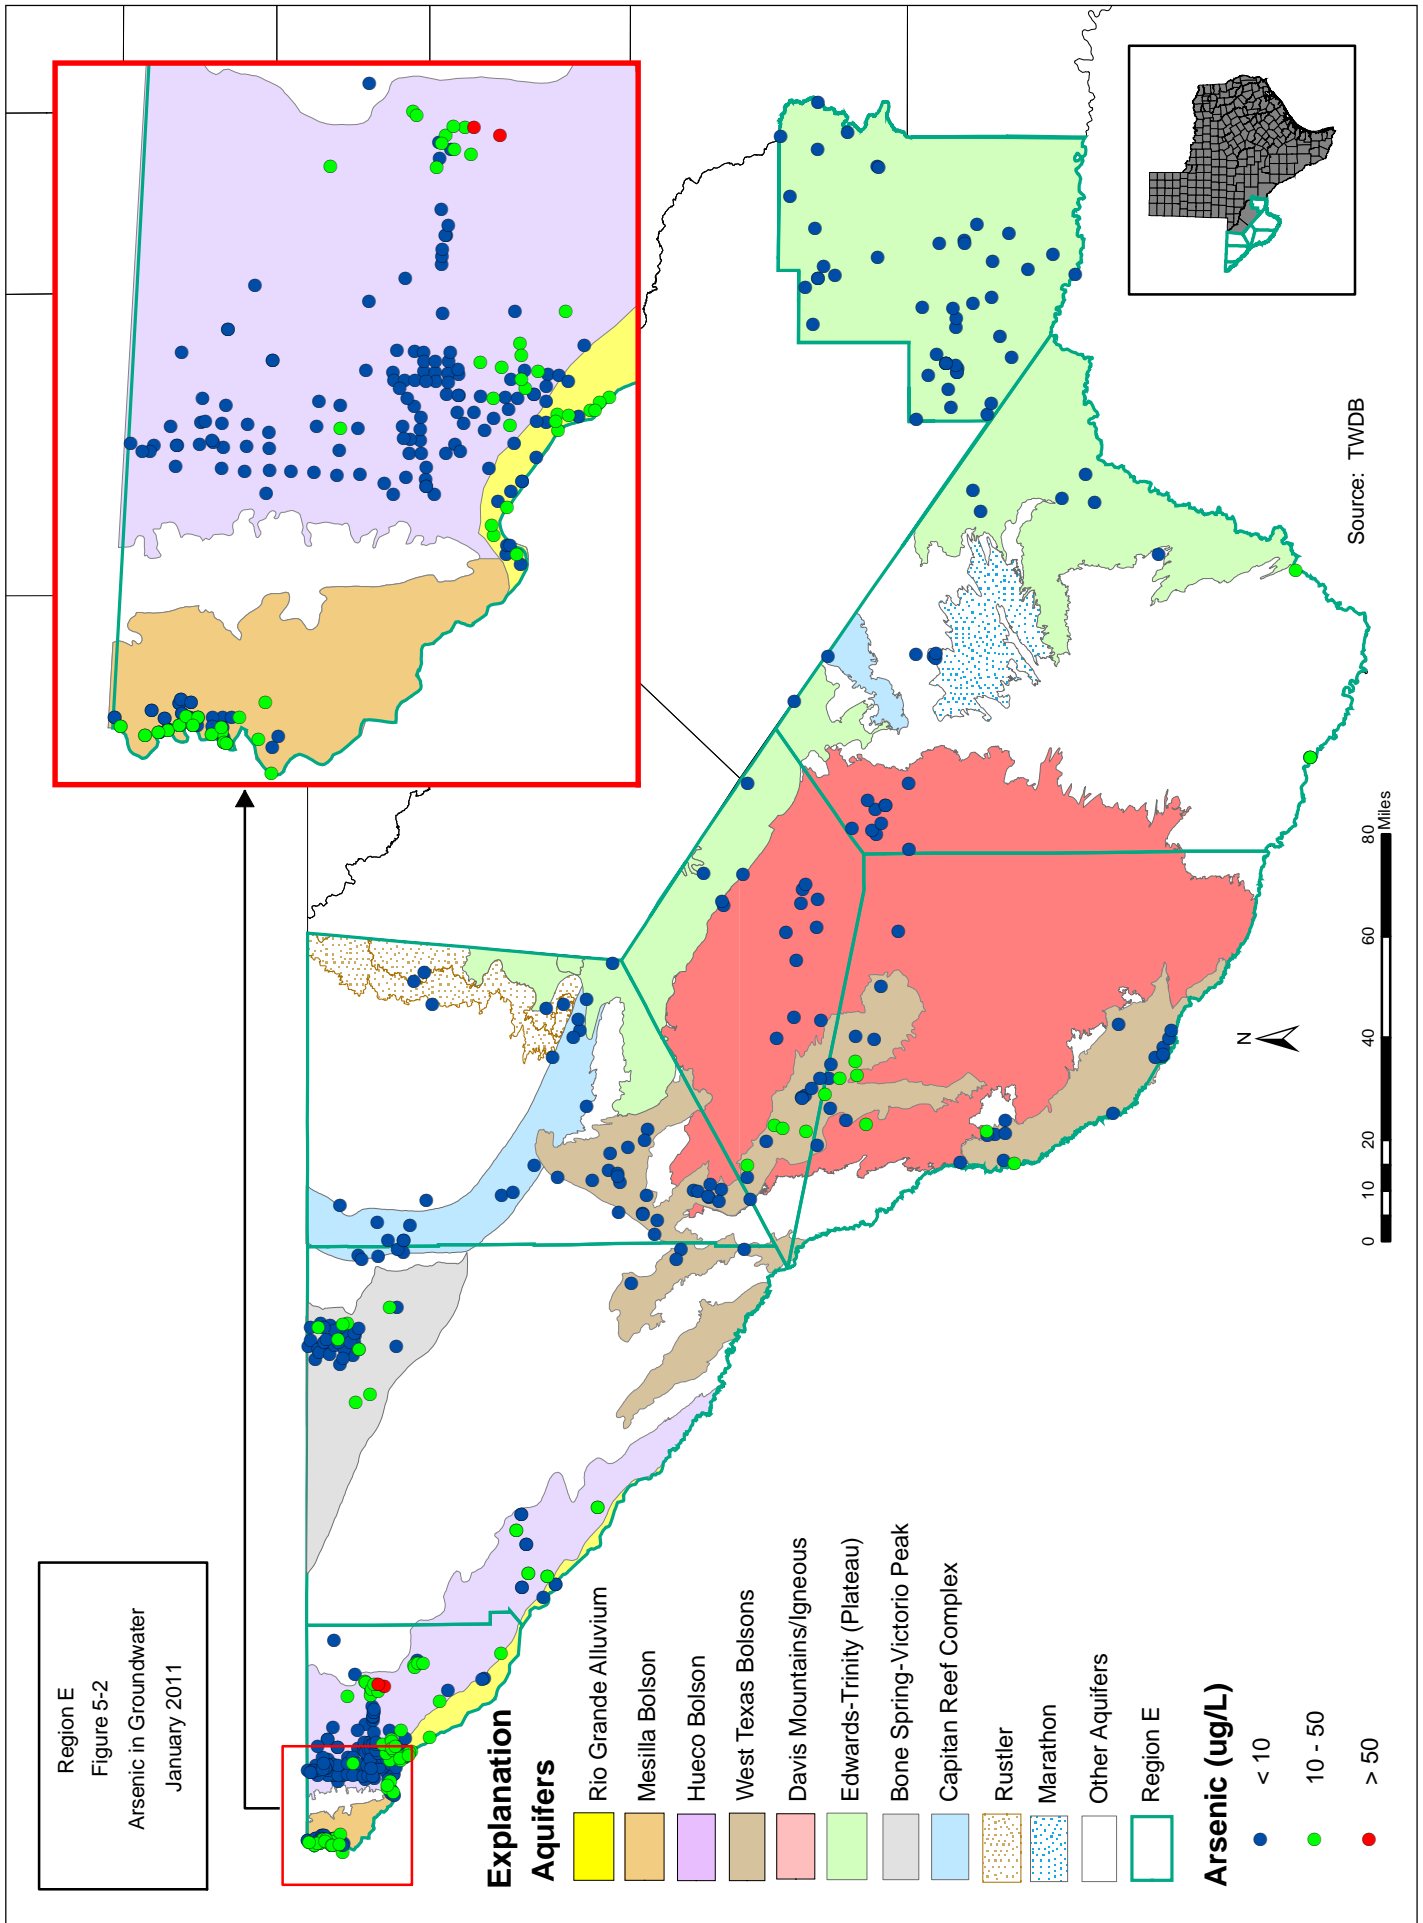 Region E
Figure 5-2
Arsenic in Groundwater
January 2011
Explanation
Aquifers
Rio Grande Alluvium
Mesilla Bolson
Hueco Bolson
West Texas Bolsons
Davis Mountains/Igneous
Edwards-Trinity (Plateau)
Bone Spring-Victorio Peak
Capitan Reef Complex
Rustler
Marathon
Other Aquifers
Region E
Arsenic (ug/L)
< 10
10 - 50
> 50
N
0 10 20 40 60 80
Miles
Source: TWDB